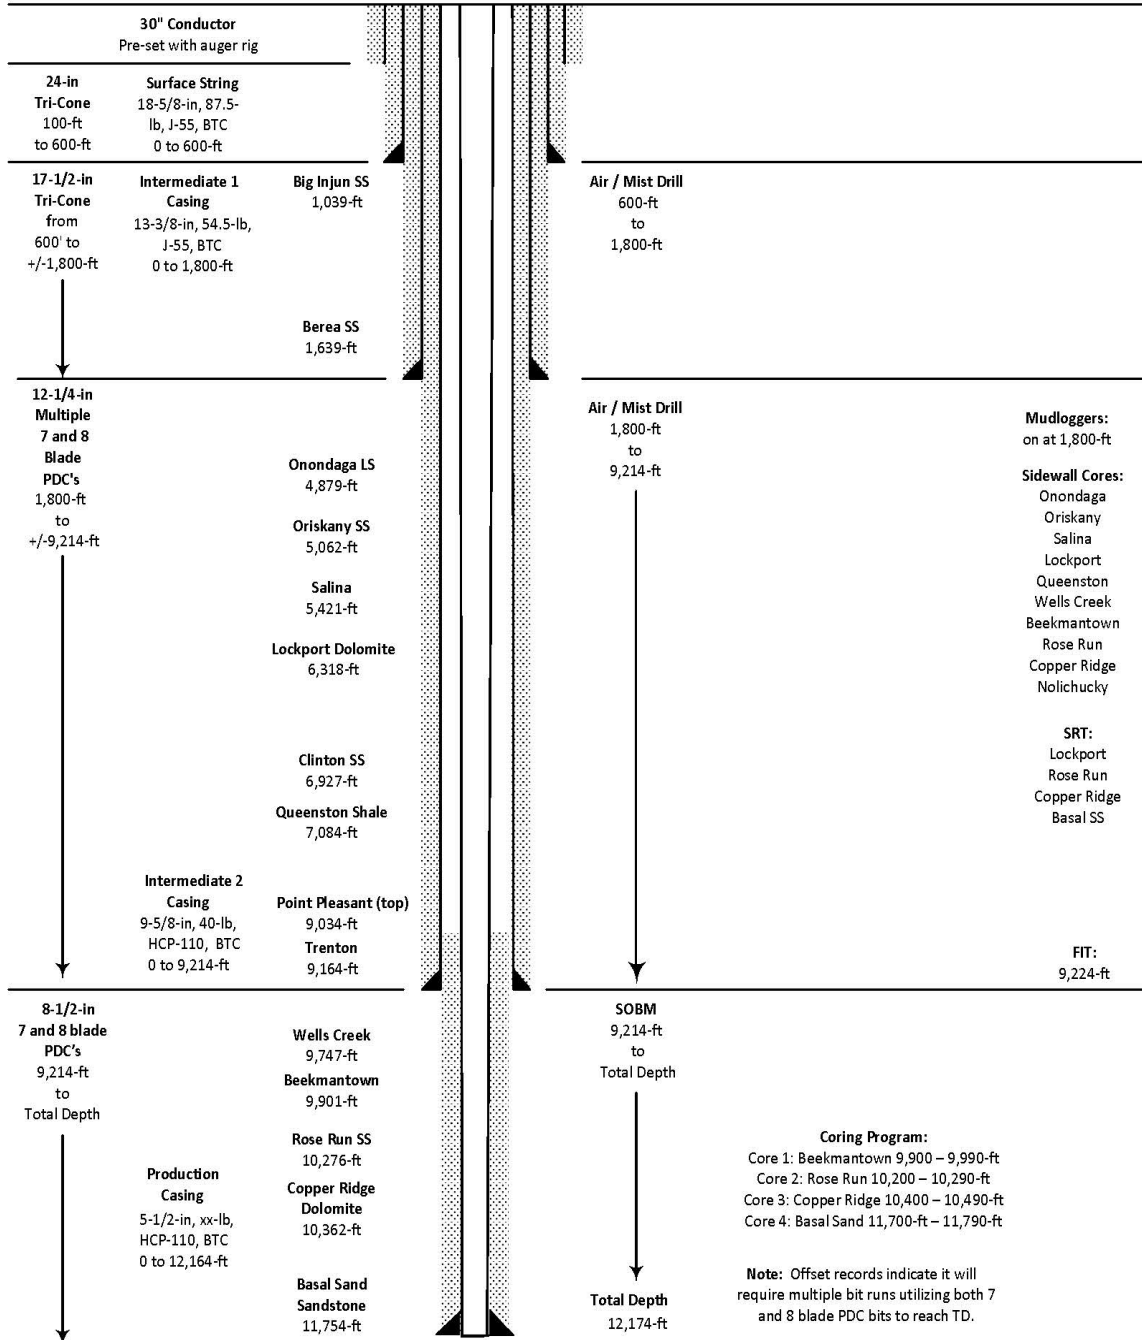 30" Conductor
Pre-set with auger rig
24-in
Tri-Cone
100-ft
to 600-ft
Surface String
18-5/8-in, 87.5-
lb, J-55, BTC
0 to 600-ft
17-1/2-in
Tri-Cone
from
600' to
+/-1,800-ft
Intermediate 1
Casing
13-3/8-in, 54.5-lb,
J-55, BTC
0 to 1,800-ft
Big Injun SS
1,039-ft
Berea SS
1,639-ft
Air / Mist Drill
600-ft
to
1,800-ft
12-1/4-in
Multiple
7 and 8
Blade
PDC's
1,800-ft
to
+/-9,214-ft
Onondaga LS
4,879-ft
Oriskany SS
5,062-ft
Salina
5,421-ft
Lockport Dolomite
6,318-ft
Clinton SS
6,927-ft
Queenston Shale
7,084-ft
Intermediate 2
Casing
9-5/8-in, 40-lb,
HCP-110, BTC
0 to 9,214-ft
Point Pleasant (top)
9,034-ft
Trenton
9,164-ft
Air / Mist Drill
1,800-ft
to
9,214-ft
Mudloggers:
on at 1,800-ft
Sidewall Cores:
Onondaga
Oriskany
Salina
Lockport
Queenston
Wells Creek
Beekmantown
Rose Run
Copper Ridge
Nolichucky
SRT:
Lockport
Rose Run
Copper Ridge
Basal SS
FIT:
9,224-ft
8-1/2-in
7 and 8 blade
PDC's
9,214-ft
to
Total Depth
Production
Casing
5-1/2-in, xx-lb,
HCP-110, BTC
0 to 12,164-ft
Wells Creek
9,747-ft
Beekmantown
9,901-ft
Rose Run SS
10,276-ft
Copper Ridge
Dolomite
10,362-ft
Basal Sand
Sandstone
11,754-ft
SOBM
9,214-ft
to
Total Depth
Total Depth
12,174-ft
Coring Program:
Core 1: Beekmantown 9,900 – 9,990-ft
Core 2: Rose Run 10,200 – 10,290-ft
Core 3: Copper Ridge 10,400 – 10,490-ft
Core 4: Basal Sand 11,700-ft – 11,790-ft
Note: Offset records indicate it will
require multiple bit runs utilizing both 7
and 8 blade PDC bits to reach TD.